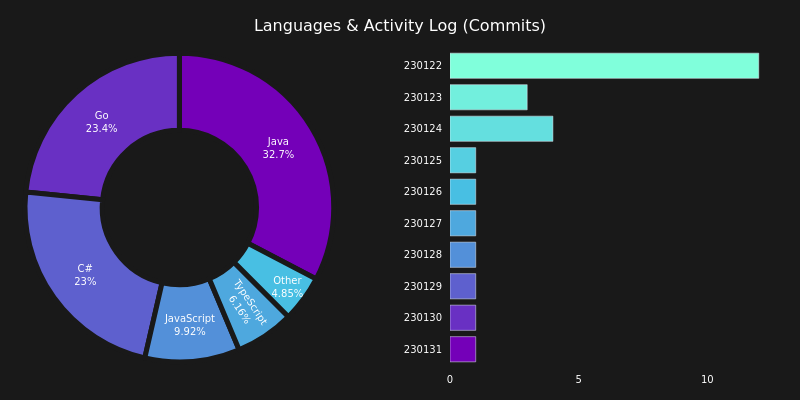 Languages & Activity Log (Commits)
Java
32.7%
Go
23.4%
C#
23%
JavaScript
9.92%
TypeScript
6.16%
Other
4.85%
230122
230123
230124
230125
230126
230127
230128
230129
230130
230131
0 5 10